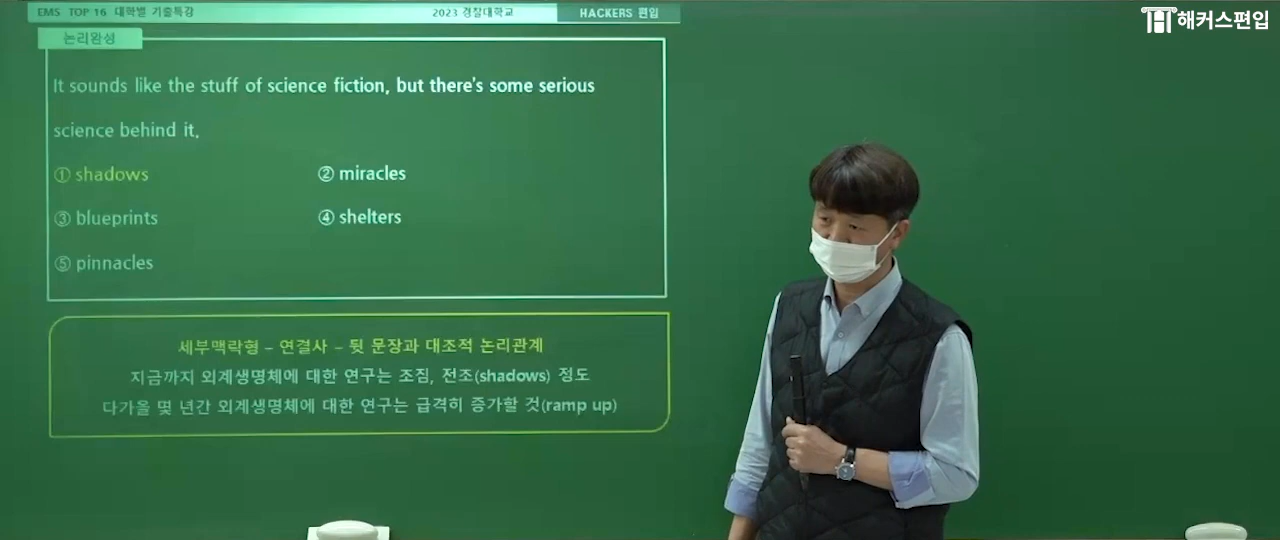 EMS TOP 16 대학별 기출특강
2023 경찰대학교
HACKERS 편입
해커스편입
논리완성
It sounds like the stuff of science fiction, but there's some serious
science behind it.
① shadows
② miracles
③ blueprints
④ shelters
⑤ pinnacles
세부맥락형 – 연결사 – 뒷 문장과 대조적 논리관계
지금까지 외계생명체에 대한 연구는 조짐, 전조(shadows) 정도
다가올 몇 년간 외계생명체에 대한 연구는 급격히 증가할 것(ramp up)